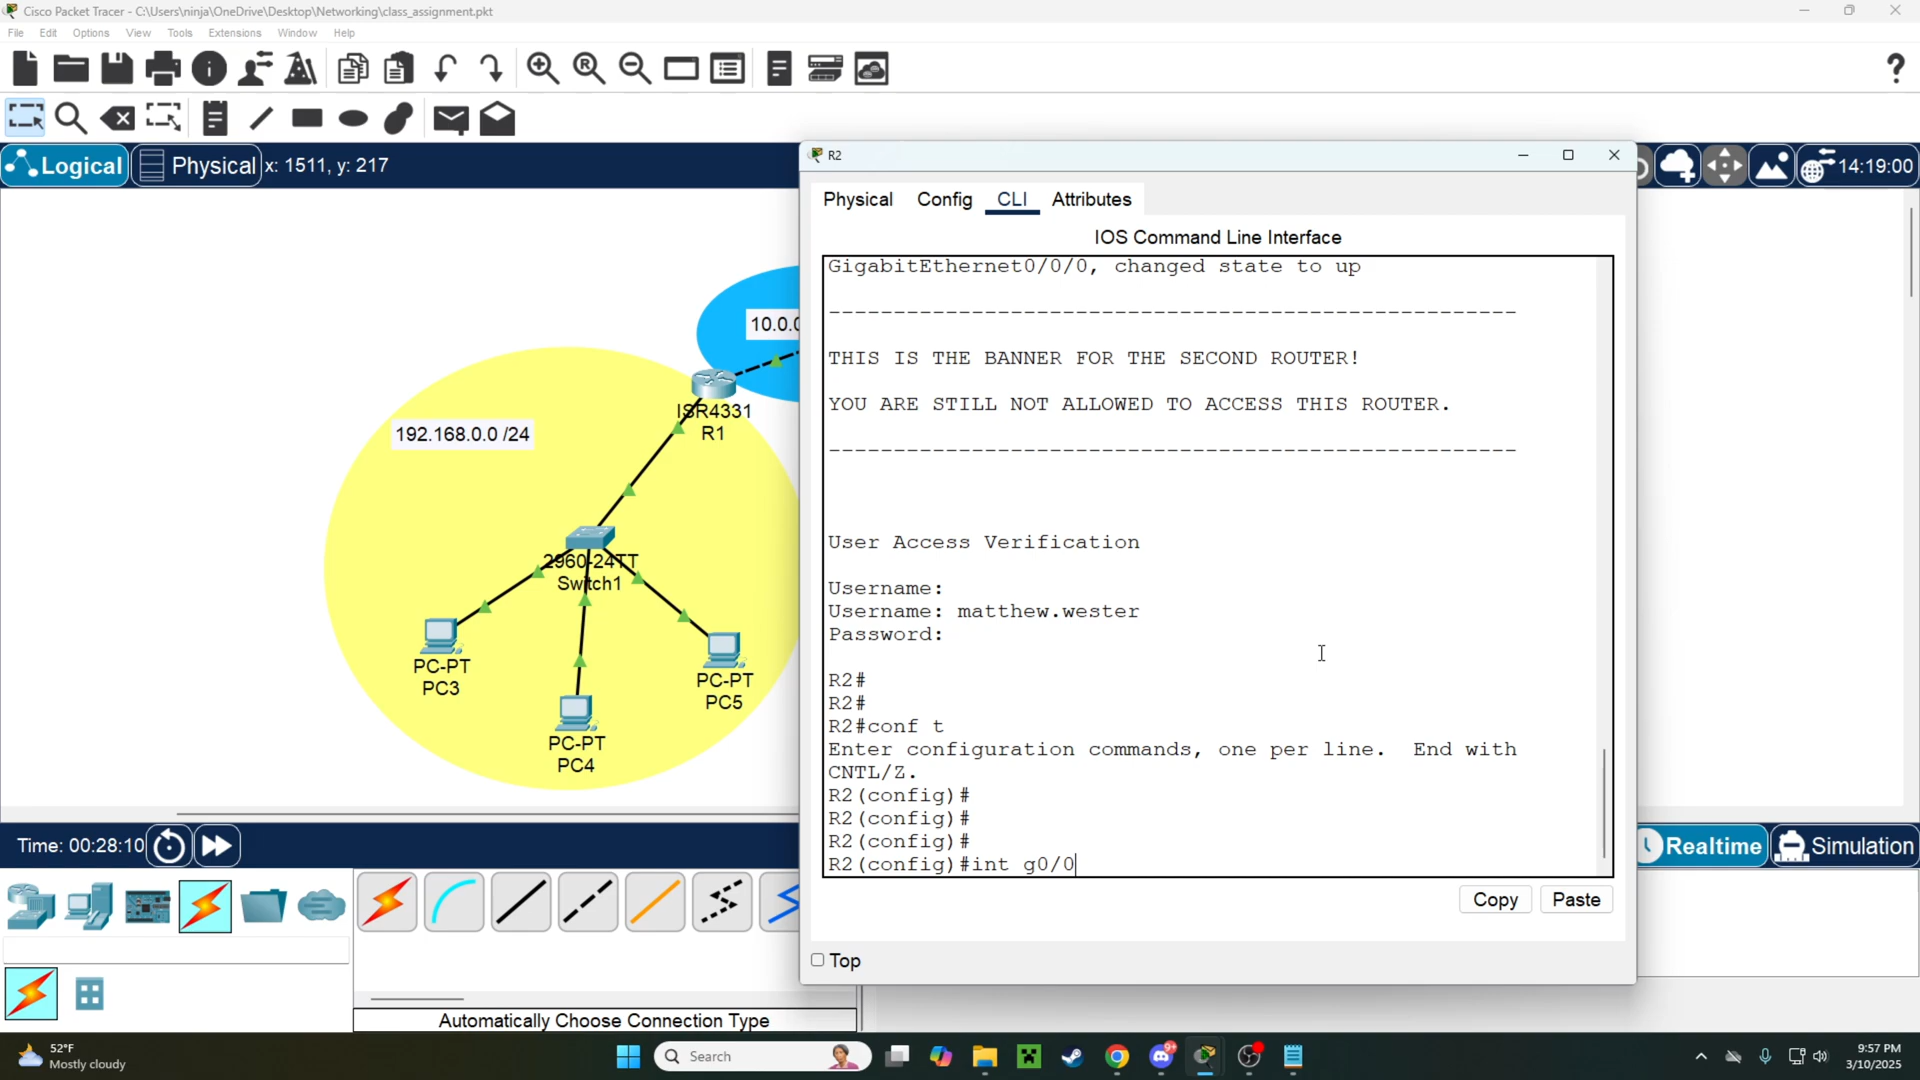 Cisco Packet Tracer - C:\Users\ninja\OneDrive\Desktop\Networking\class_assignment.pkt
File Edit Options View Tools Extensions Window Help
Logical Physical x: 1511, y: 217
14:19:00
R2
Physical Config CLI Attributes
IOS Command Line Interface
GigabitEthernet0/0/0, changed state to up
----------------------------------------------------
THIS IS THE BANNER FOR THE SECOND ROUTER!
YOU ARE STILL NOT ALLOWED TO ACCESS THIS ROUTER.
----------------------------------------------------
User Access Verification
Username:
Username: matthew.wester
Password:
R2#
R2#
R2#conf t
Enter configuration commands, one per line. End with
CNTL/Z.
R2(config)#
R2(config)#
R2(config)#
R2(config)#int g0/0
Copy Paste
Top
10.0.0
ISR4331
R1
192.168.0.0 /24
2960-24TT
Switch1
PC-PT
PC3
PC-PT
PC4
PC-PT
PC5
Time: 00:28:10
Realtime Simulation
Automatically Choose Connection Type
52°F
Mostly cloudy
Search
9:57 PM
3/10/2025